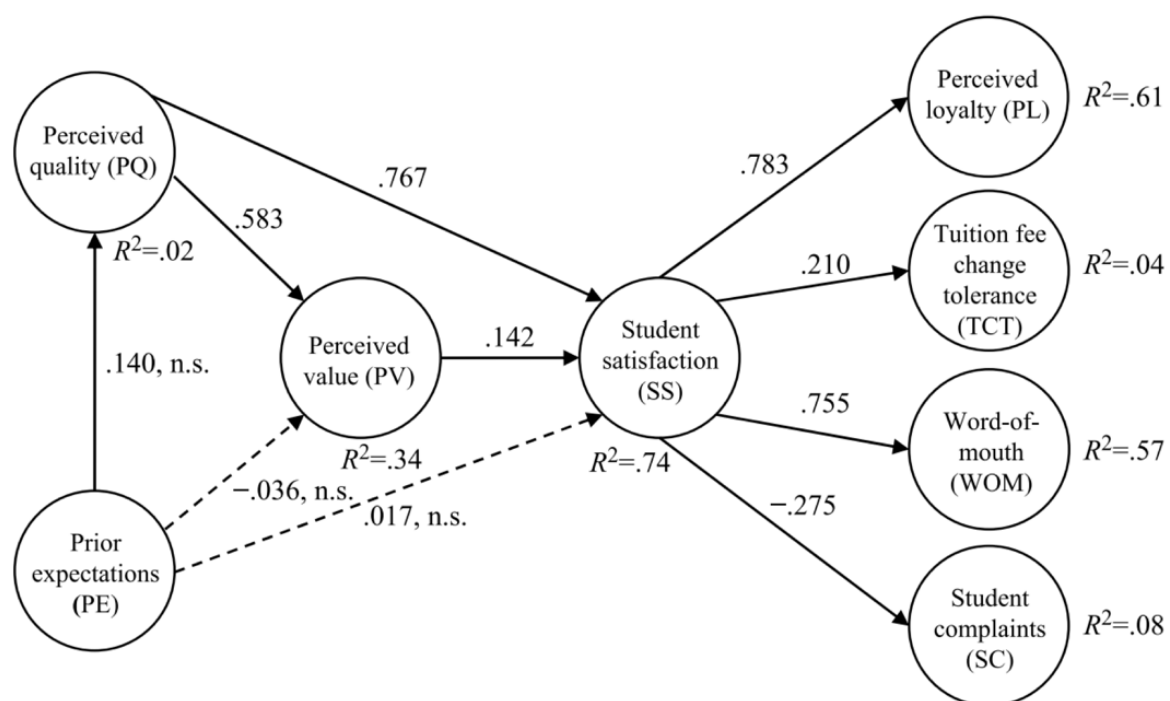 Perceived
quality (PQ)
R²=.02
.767
.583
.140, n.s.
Perceived
value (PV)
R²=.34
.142
−.036, n.s.
.017, n.s.
Prior
expectations
(PE)
Student
satisfaction
(SS)
R²=.74
.783
.210
.755
−.275
Perceived
loyalty (PL)
R²=.61
Tuition fee
change
tolerance
(TCT)
R²=.04
Word-of-
mouth
(WOM)
R²=.57
Student
complaints
(SC)
R²=.08